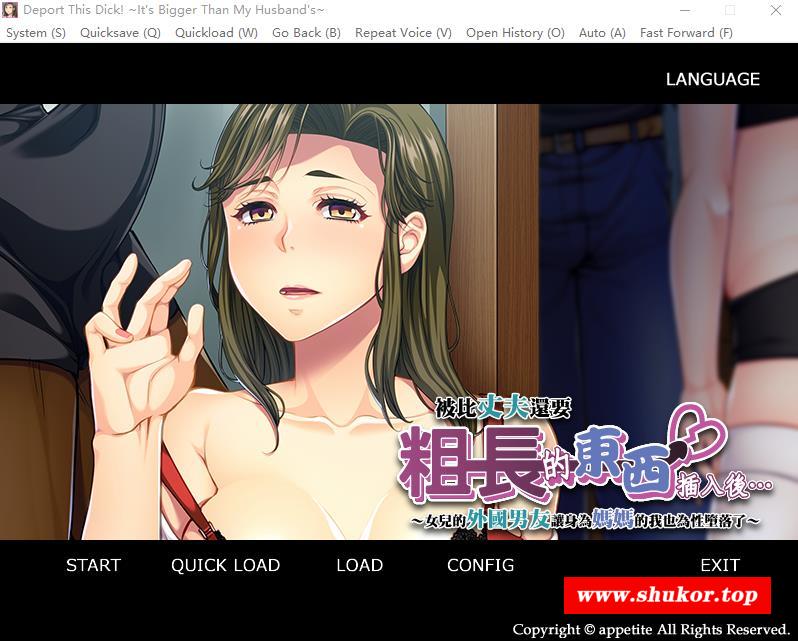 Deport This Dick! ~It's Bigger Than My Husband's~
System (S) Quicksave (Q) Quickload (W) Go Back (B) Repeat Voice (V) Open History (O) Auto (A) Fast Forward (F)
LANGUAGE
被比丈夫還要
粗長的東西插入後…
～女兒的外國男友讓身為媽媽的我也為性墮落了～
START QUICK LOAD LOAD CONFIG EXIT
www.shukor.top
Copyright © appetite All Rights Reserved.